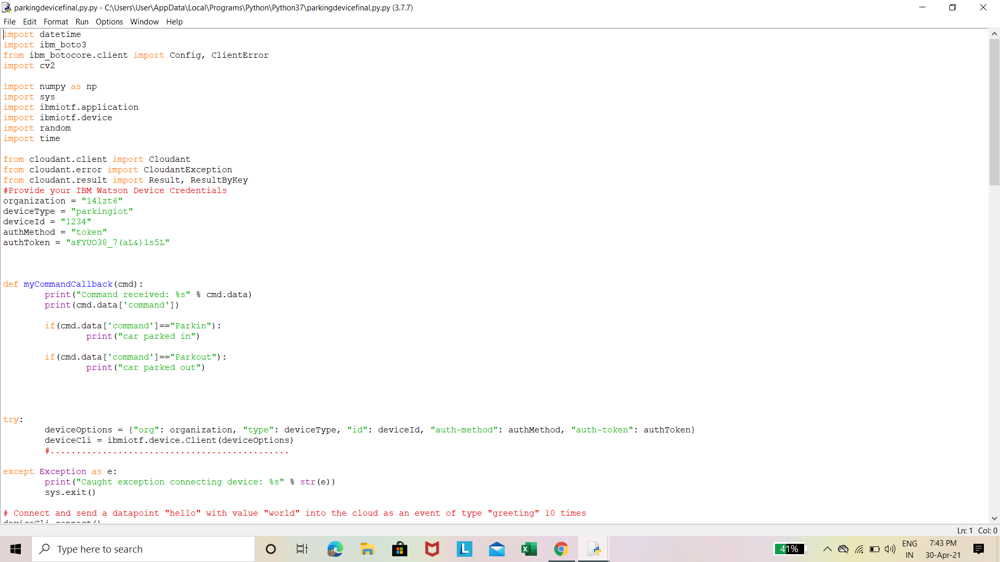 parkingdevicefinal,py.py - C:\Users\User\AppData\Local\Programs\Python\Python37\parkingdevicefinal,py.py (3.7.7)
File Edit Format Run Options Window Help
import datetime
import ibm_boto3
from ibm_botocore.client import Config, ClientError
import cv2
import numpy as np
import sys
import ibmiotf.application
import ibmiotf.device
import random
import time
from cloudant.client import Cloudant
from cloudant.error import CloudantException
from cloudant.result import Result, ResultByKey
#Provide your IBM Watson Device Credentials
organization = "14lzt6"
deviceType = "parkingiot"
deviceId = "1234"
authMethod = "token"
authToken = "aFYUO38_7(aL&)1s5L"
def myCommandCallback(cmd):
print("Command received: %s" % cmd.data)
print(cmd.data['command'])
if(cmd.data['command']=="Parkin"):
print("car parked in")
if(cmd.data['command']=="Parkout"):
print("car parked out")
try:
deviceOptions = {"org": organization, "type": deviceType, "id": deviceId, "auth-method": authMethod, "auth-token": authToken}
deviceCli = ibmiotf.device.Client(deviceOptions)
#..............................................
except Exception as e:
print("Caught exception connecting device: %s" % str(e))
sys.exit()
# Connect and send a datapoint "hello" with value "world" into the cloud as an event of type "greeting" 10 times
deviceCli.connect()
Ln: 1 Col: 0
Type here to search
L
41%
ENG
IN
7:43 PM
30-Apr-21